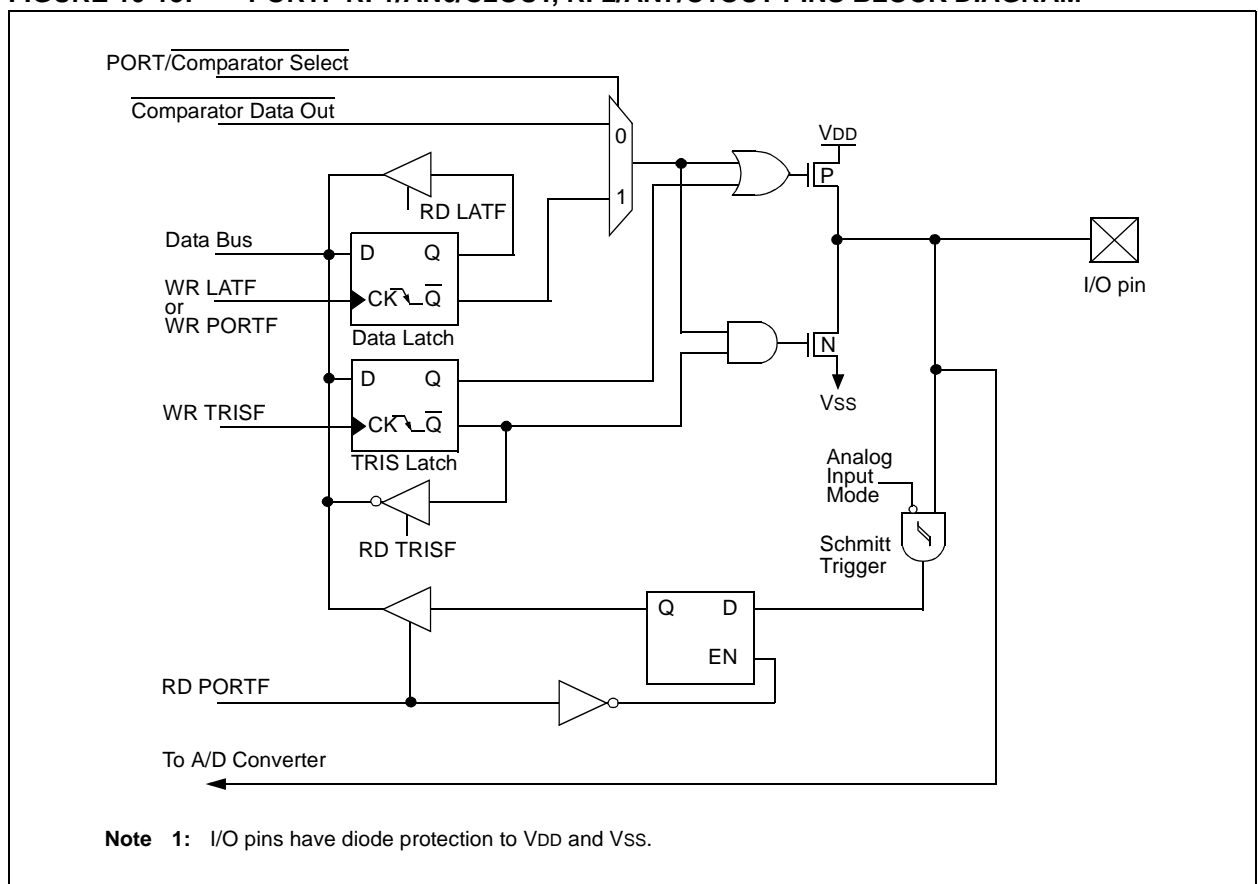 PORT/Comparator Select
Comparator Data Out
0
1
VDD
P
RD LATF
Data Bus
D Q
WR LATF
or
WR PORTF
CK Q
Data Latch
I/O pin
N
VSS
D Q
WR TRISF
CK Q
TRIS Latch
RD TRISF
Analog
Input
Mode
Schmitt
Trigger
Q D
EN
RD PORTF
To A/D Converter
Note 1: I/O pins have diode protection to VDD and VSS.